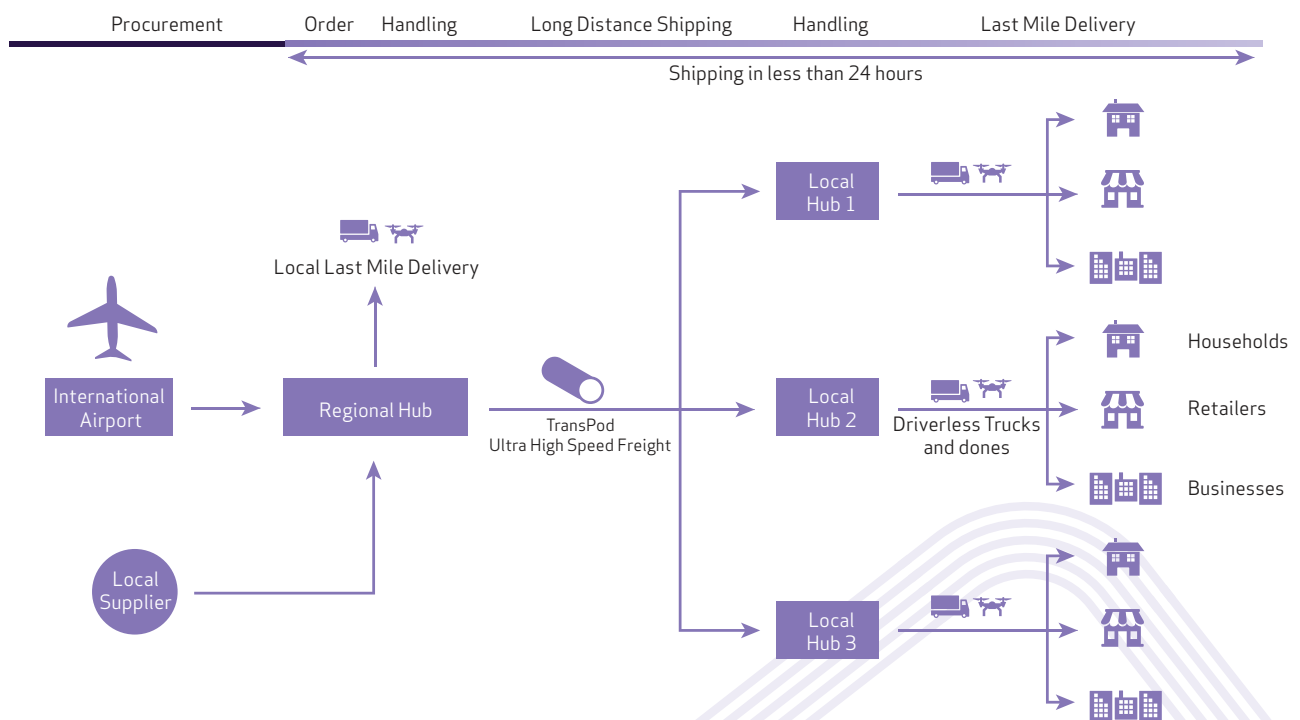 Procurement
Order
Handling
Long Distance Shipping
Handling
Last Mile Delivery
Shipping in less than 24 hours
Local
Hub 1
Local Last Mile Delivery
International
Airport
Regional Hub
TransPod
Ultra High Speed Freight
Local
Hub 2
Driverless Trucks
and dones
Households
Retailers
Businesses
Local
Supplier
Local
Hub 3